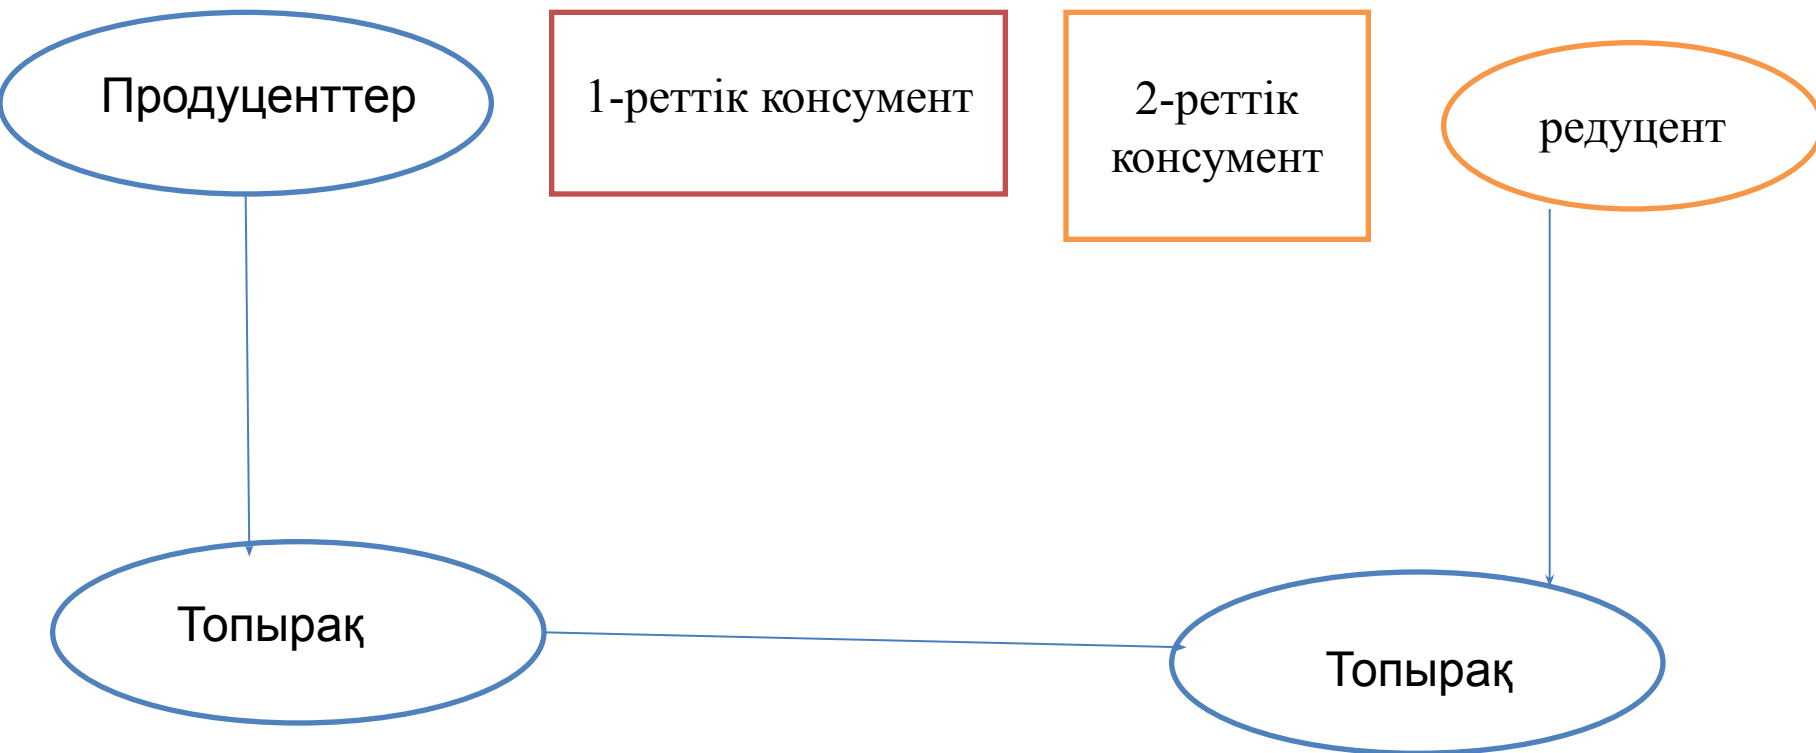 Продуценттер
1-реттік консумент
2-реттік
консумент
редуцент
Топырақ
Топырақ